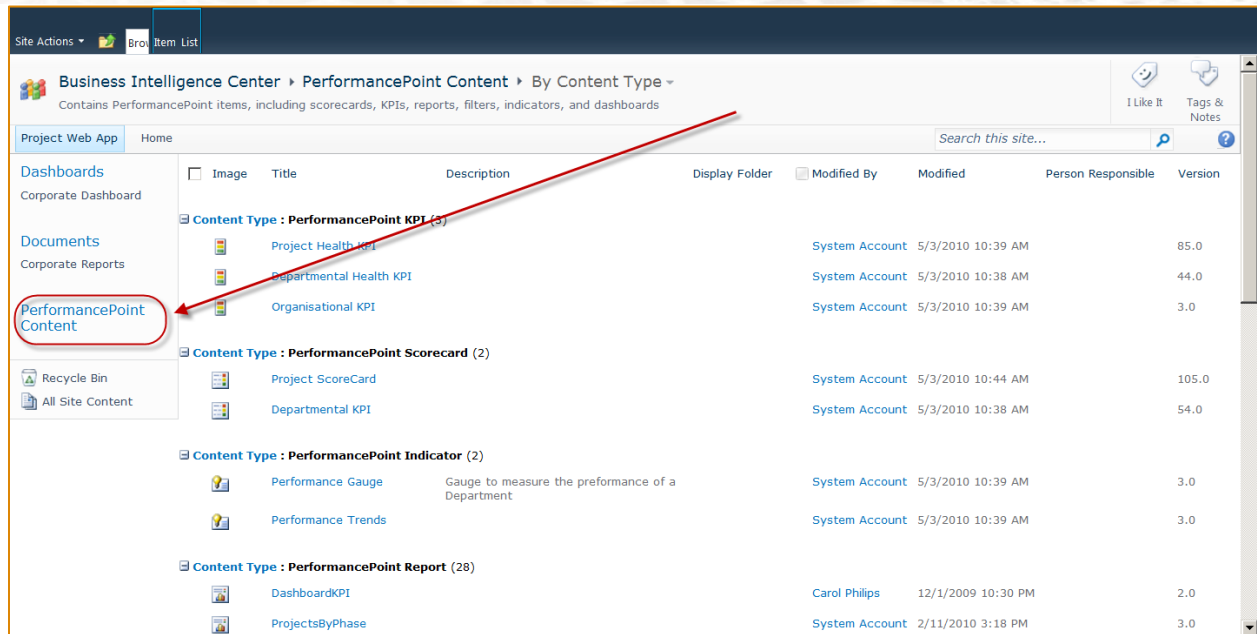 Site Actions
Brow Item List
Business Intelligence Center ▸ PerformancePoint Content ▸ By Content Type
Contains PerformancePoint items, including scorecards, KPIs, reports, filters, indicators, and dashboards
I Like It
Tags &
Notes
Project Web App Home
Search this site...
Dashboards
Corporate Dashboard
Documents
Corporate Reports
PerformancePoint
Content
Recycle Bin
All Site Content
Image Title Description Display Folder Modified By Modified Person Responsible Version
Content Type : PerformancePoint KPI (3)
Project Health KPI System Account 5/3/2010 10:39 AM 85.0
Departmental Health KPI System Account 5/3/2010 10:38 AM 44.0
Organisational KPI System Account 5/3/2010 10:39 AM 3.0
Content Type : PerformancePoint Scorecard (2)
Project ScoreCard System Account 5/3/2010 10:44 AM 105.0
Departmental KPI System Account 5/3/2010 10:38 AM 54.0
Content Type : PerformancePoint Indicator (2)
Performance Gauge Gauge to measure the preformance of a System Account 5/3/2010 10:39 AM 3.0
Department
Performance Trends System Account 5/3/2010 10:39 AM 3.0
Content Type : PerformancePoint Report (28)
DashboardKPI Carol Philips 12/1/2009 10:30 PM 2.0
ProjectsByPhase System Account 2/11/2010 3:18 PM 3.0